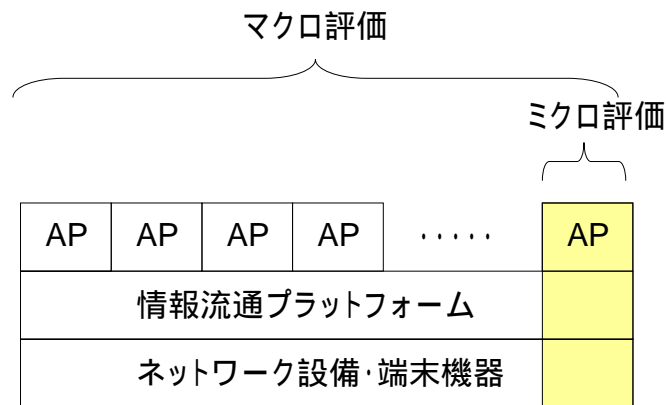 マクロ評価
ミクロ評価
AP AP AP AP ・・・・・ AP
情報流通プラットフォーム
ネットワーク設備・端末機器